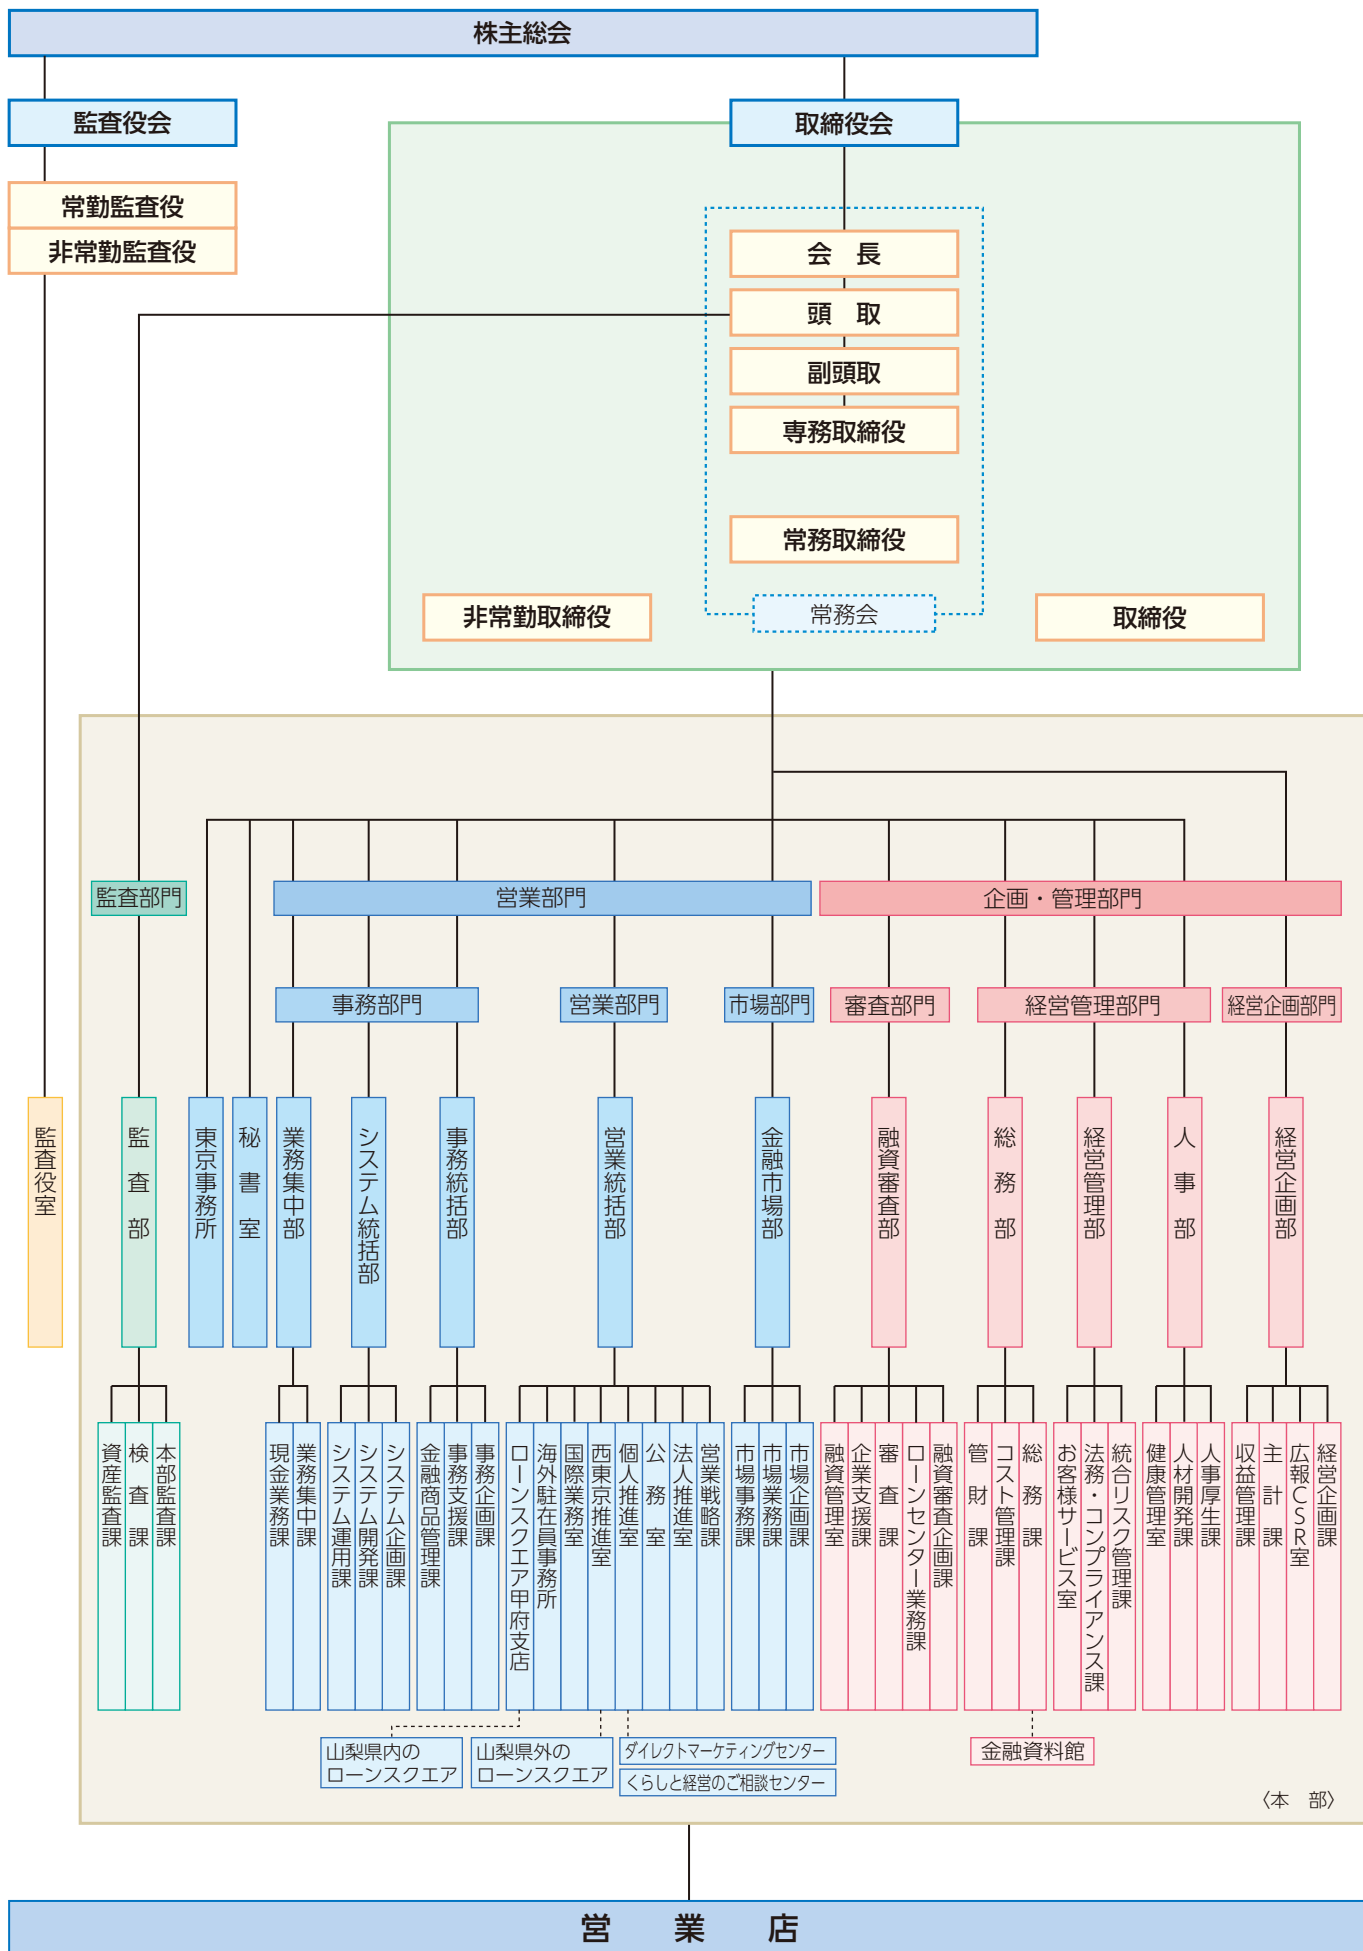 株主総会
監査役会
取締役会
常勤監査役
非常勤監査役
会　長
頭　取
副頭取
専務取締役
常務取締役
常務会
非常勤取締役
取締役
監査部門
営業部門
企画・管理部門
事務部門
営業部門
市場部門
審査部門
経営管理部門
経営企画部門
監査役室
監　査　部
東京事務所
秘　書　室
業務集中部
システム統括部
事務統括部
営業統括部
金融市場部
融資審査部
総　務　部
経営管理部
人　事　部
経営企画部
資産監査課
検　査　課
本部監査課
現金業務課
業務集中課
システム運用課
システム開発課
システム企画課
金融商品管理課
事務支援課
事務企画課
ローンスクエア甲府支店
海外駐在員事務所
国際業務室
西東京推進室
個人推進室
公　務　室
法人推進室
営業戦略課
市場事務課
市場業務課
市場企画課
融資管理室
企業支援課
審　査　課
ローンセンター業務課
融資審査企画課
管　財　課
コスト管理課
総　務　課
お客様サービス室
法務・コンプライアンス課
統合リスク管理課
健康管理室
人材開発課
人事厚生課
収益管理課
主　計　課
広報CSR室
経営企画課
山梨県内の
ローンスクエア
山梨県外の
ローンスクエア
ダイレクトマーケティングセンター
くらしと経営のご相談センター
金融資料館
〈本　部〉
営　業　店